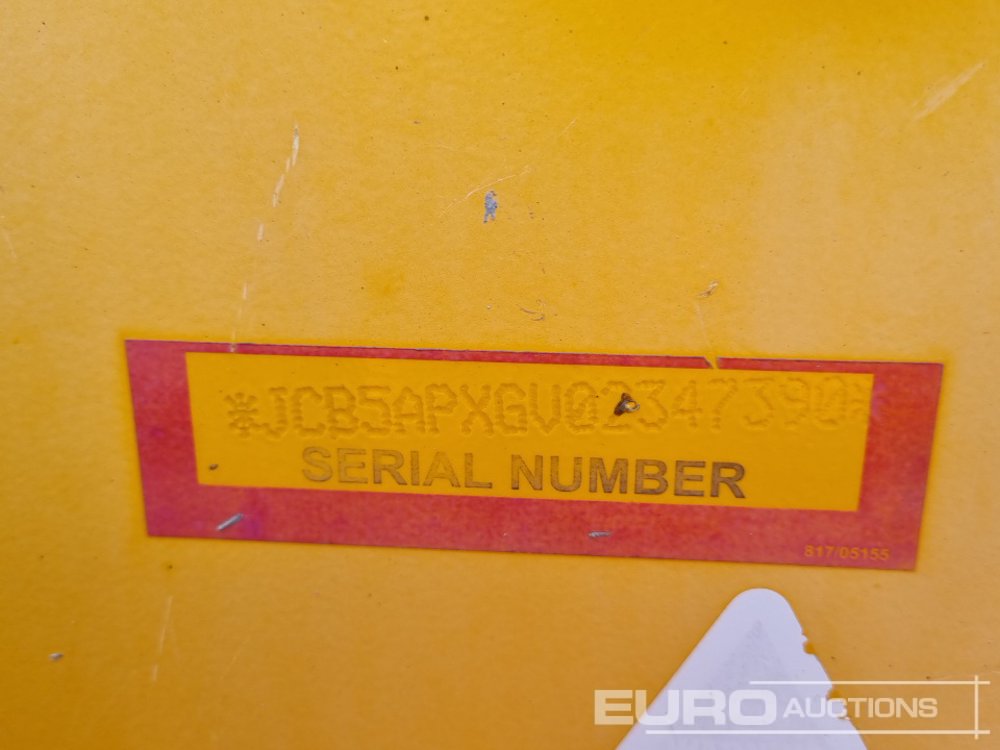 *JCB5APXGV02347390*
SERIAL NUMBER
817/05155
EURO AUCTIONS